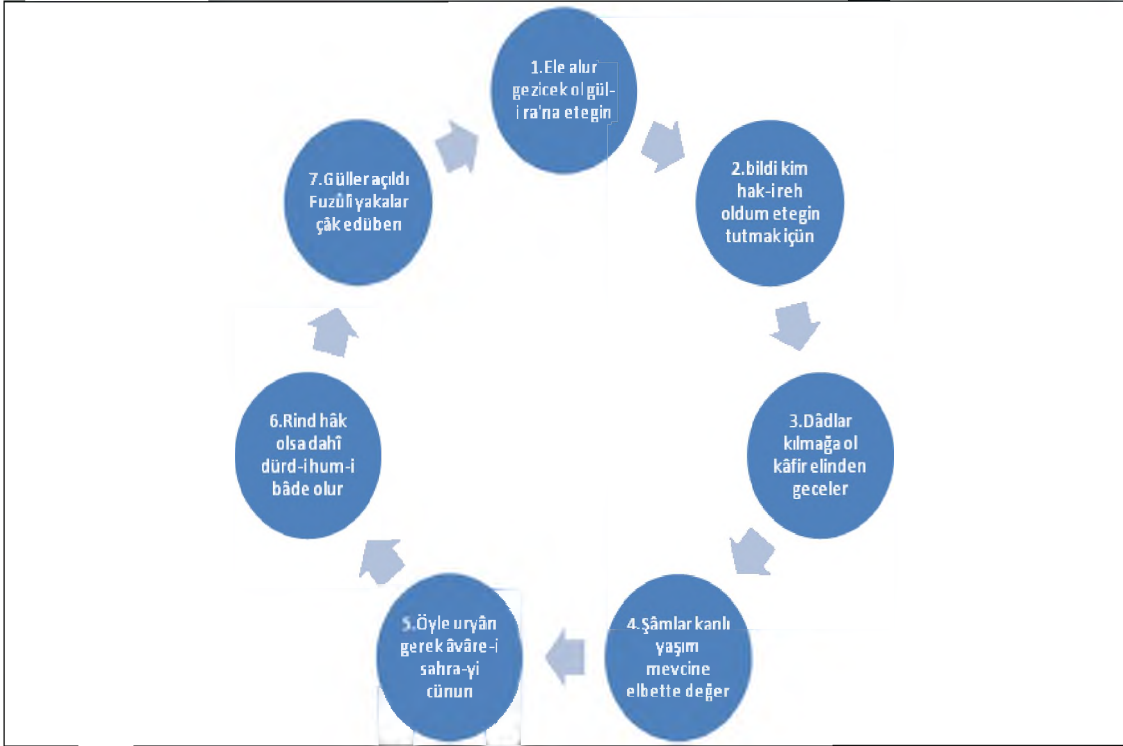 1.Ele alur
gezicek ol gül-
i ra'na etegin
2.bildi kim
hak-i reh
oldum etegin
tutmak içün
3.Dâdlar
kılmağa ol
kâfir elinden
geceler
4.Şâmlar kanlı
yaşım
mevcine
elbette değer
5.Öyle uryân
gerek âvâre-i
sahra-yi
cünun
6.Rind hâk
olsa dahî
dürd-i hum-i
bâde olur
7.Güller açıldı
Fuzûlî yakalar
çâk edüben